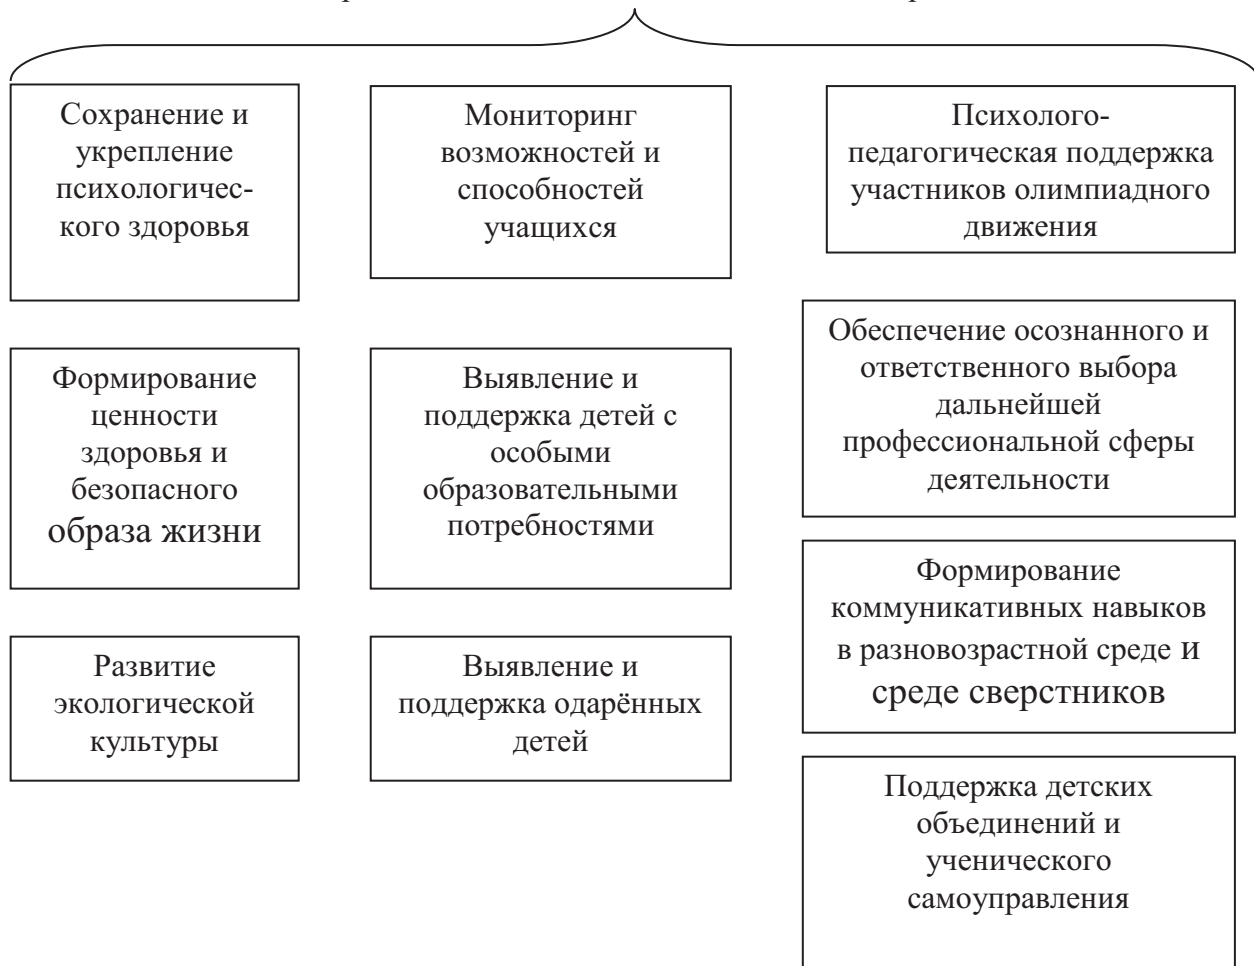 Сохранение и
укрепление
психологичес-
кого здоровья
Мониторинг
возможностей и
способностей
учащихся
Психолого-
педагогическая поддержка
участников олимпиадного
движения
Формирование
ценности
здоровья и
безопасного
образа жизни
Выявление и
поддержка детей с
особыми
образовательными
потребностями
Обеспечение осознанного и
ответственного выбора
дальнейшей
профессиональной сферы
деятельности
Формирование
коммуникативных навыков
в разновозрастной среде и
среде сверстников
Развитие
экологической
культуры
Выявление и
поддержка одарённых
детей
Поддержка детских
объединений и
ученического
самоуправления